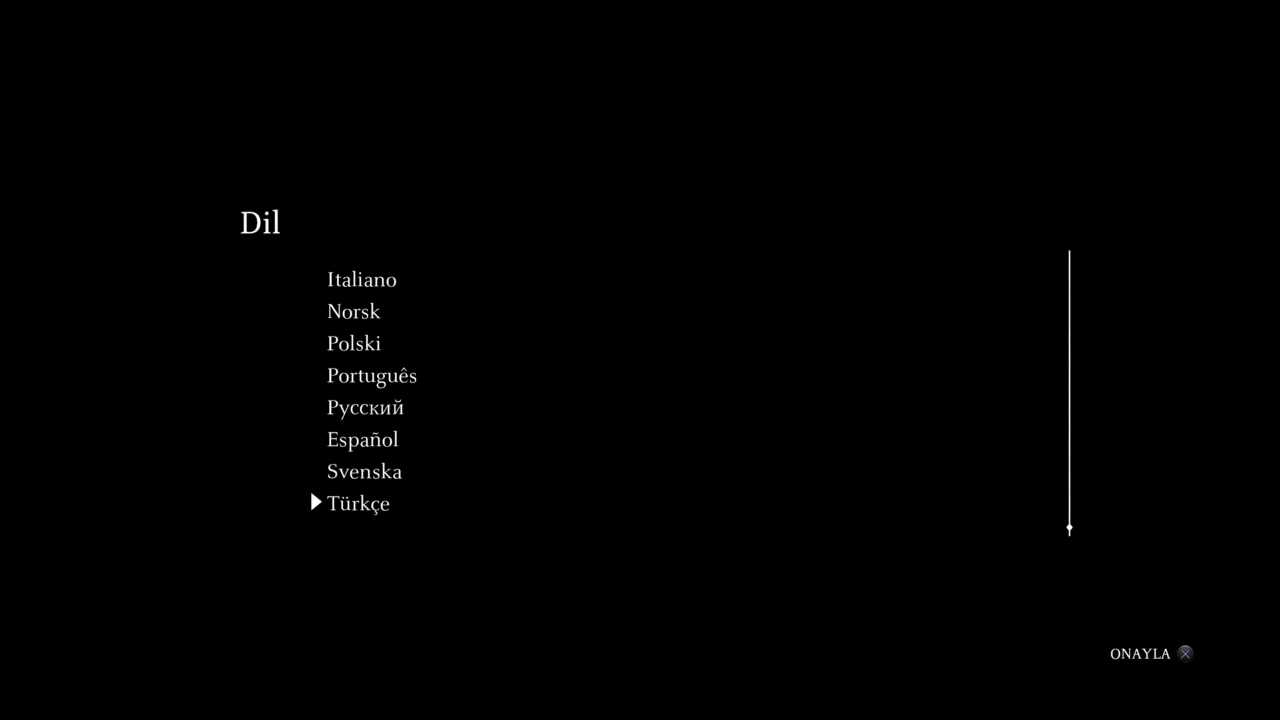 Dil
Italiano
Norsk
Polski
Português
Русский
Español
Svenska
Türkçe
ONAYLA